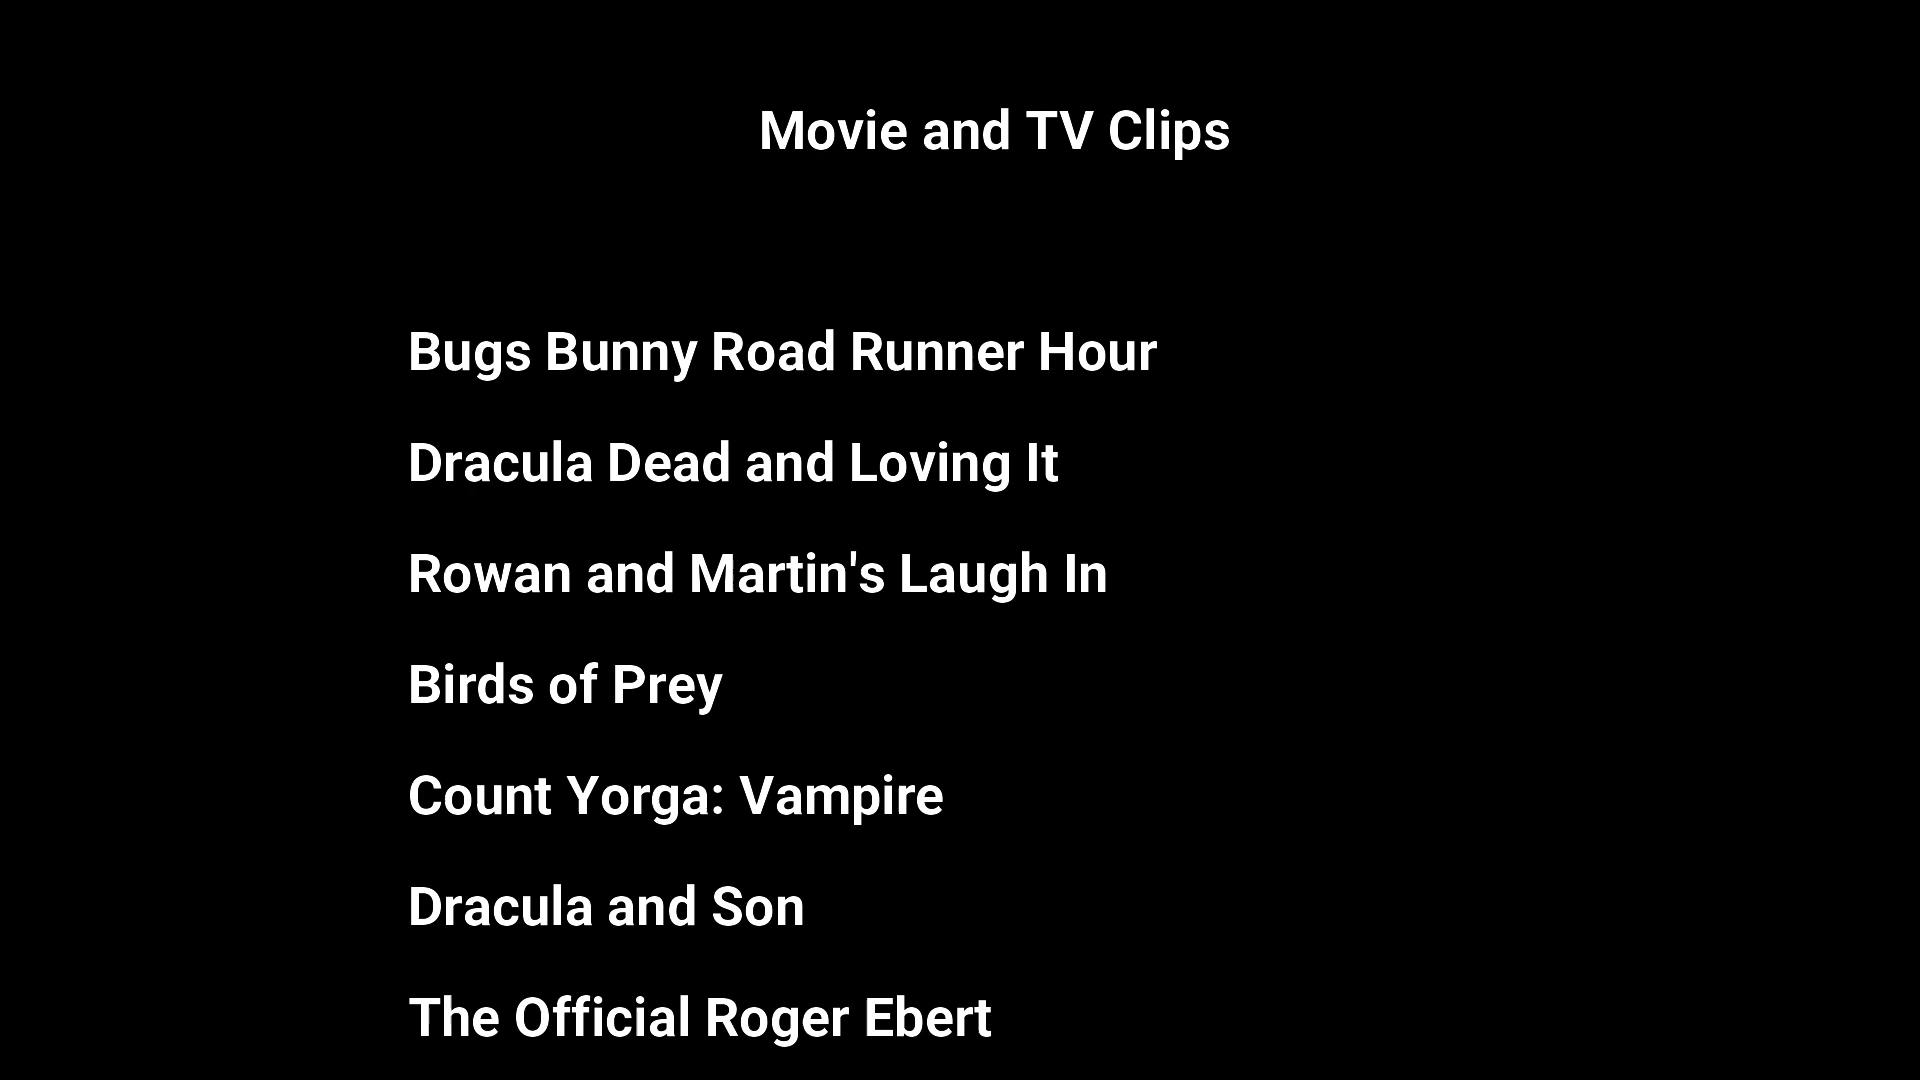 Movie and TV Clips
Bugs Bunny Road Runner Hour
Dracula Dead and Loving It
Rowan and Martin's Laugh In
Birds of Prey
Count Yorga: Vampire
Dracula and Son
The Official Roger Ebert